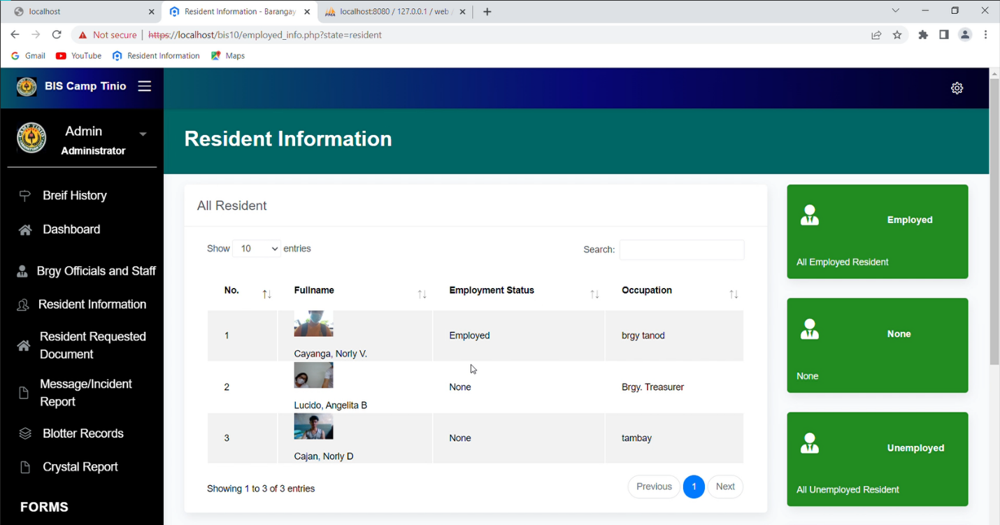 localhost
Resident Information - Barangay
localhost:8080 / 127.0.0.1 / web
Not secure
https://localhost/bis10/employed_info.php?state=resident
Gmail
YouTube
Resident Information
Maps
BIS Camp Tinio
Admin
Administrator
Breif History
Dashboard
Brgy Officials and Staff
Resident Information
Resident Requested
Document
Message/Incident
Report
Blotter Records
Crystal Report
FORMS
Resident Information
All Resident
Show 10 entries
Search:
No. Fullname Employment Status Occupation
1 Employed brgy tanod
Cayanga, Norly V.
2 None Brgy. Treasurer
Lucido, Angelita B
3 None tambay
Cajan, Norly D
Showing 1 to 3 of 3 entries
Previous 1 Next
Employed
All Employed Resident
None
None
Unemployed
All Unemployed Resident